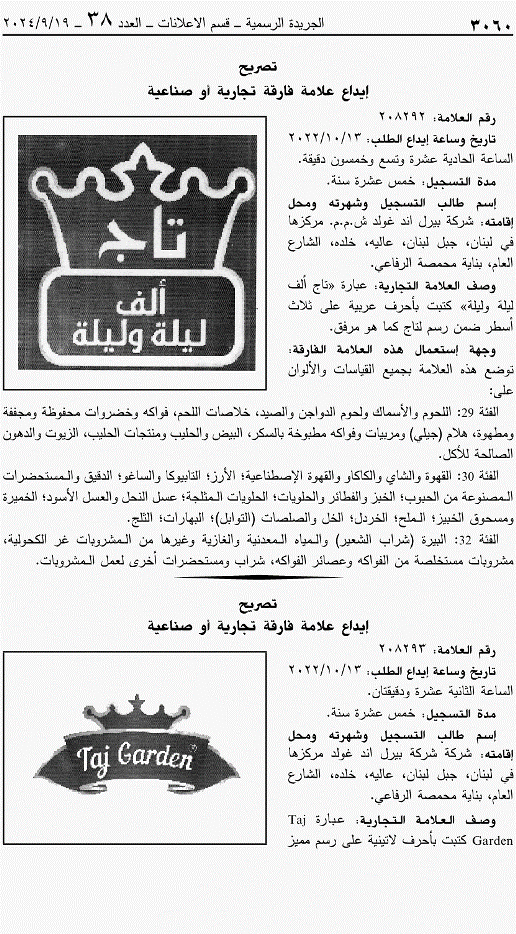 ٣٠٦٠
الجريدة الرسمية ــ قسم الاعلانات ــ العدد ٣٨ ــ ٢٠٢٤/٩/١٩
تصريح
إيداع علامة فارقة تجارية أو صناعية
رقم العلامة: ٢٠٨٢٩٢
تاريخ وساعة إيداع الطلب: ٢٠٢٢/١٠/١٣
الساعة الحادية عشرة وتسع وخمسون دقيقة.
مدة التسجيل: خمس عشرة سنة.
إسم طالب التسجيل وشهرته ومحل
إقامته: شركة بيرل اند غولد ش.م.م. مركزها
في لبنان، جبل لبنان، عاليه، خلده، الشارع
العام، بناية محمصة الرفاعي.
وصف العلامة التجارية: عبارة «تاج ألف
ليلة وليلة» كتبت بأحرف عربية على ثلاث
أسطر ضمن رسم لتاج كما هو مرفق.
وجهة إستعمال هذه العلامة الفارقة:
توضع هذه العلامة بجميع القياسات والألوان
على:
تاج
ألف
ليلة وليلة
الفئة 29: اللحوم والأسماك ولحوم الدواجن والصيد، خلاصات اللحم، فواكه وخضروات محفوظة ومجففة
ومطهوة، هلام (جيلي) ومربيات وفواكه مطبوخة بالسكر، البيض والحليب ومنتجات الحليب، الزيوت والدهون
الصالحة للأكل.
الفئة 30: القهوة والشاي والكاكاو والقهوة الإصطناعية؛ الأرز؛ التابيوكا والساغو؛ الدقيق والمستحضرات
المصنوعة من الحبوب؛ الخبز والفطائر والحلويات؛ الحلويات المثلجة؛ عسل النحل والعسل الأسود؛ الخميرة
ومسحوق الخبيز؛ الملح؛ الخردل؛ الخل والصلصات (التوابل)؛ البهارات؛ الثلج.
الفئة 32: البيرة (شراب الشعير) والمياه المعدنية والغازية وغيرها من المشروبات غر الكحولية،
مشروبات مستخلصة من الفواكه وعصائر الفواكه، شراب ومستحضرات أخرى لعمل المشروبات.
تصريح
إيداع علامة فارقة تجارية أو صناعية
رقم العلامة: ٢٠٨٢٩٣
تاريخ وساعة إيداع الطلب: ٢٠٢٢/١٠/١٣
الساعة الثانية عشرة ودقيقتان.
مدة التسجيل: خمس عشرة سنة.
إسم طالب التسجيل وشهرته ومحل
إقامته: شركة شركة بيرل اند غولد مركزها
في لبنان، جبل لبنان، عاليه، خلده، الشارع
العام، بناية محمصة الرفاعي.
وصف العلامة التجارية: عبارة Taj
Garden كتبت بأحرف لاتينية على رسم مميز
Taj Garden®